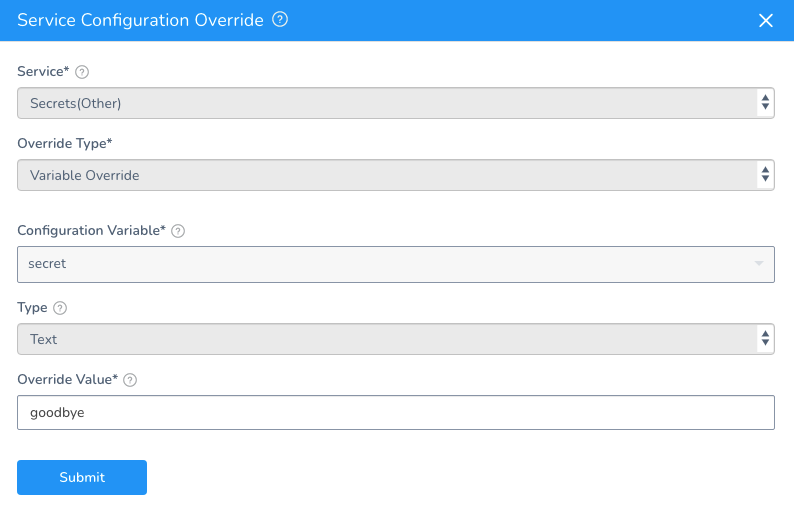 Service Configuration Override ?
Service* ?
Secrets(Other)
Override Type*
Variable Override
Configuration Variable* ?
secret
Type ?
Text
Override Value* ?
goodbye
Submit